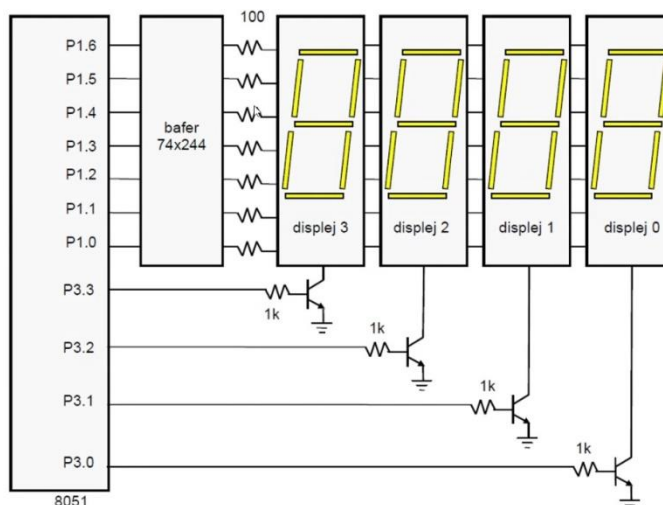 100
P1.6
P1.5
P1.4
P1.3
P1.2
P1.1
P1.0
bafer
74x244
displej 3
displej 2
displej 1
displej 0
P3.3
1k
P3.2
1k
P3.1
1k
P3.0
1k
8051